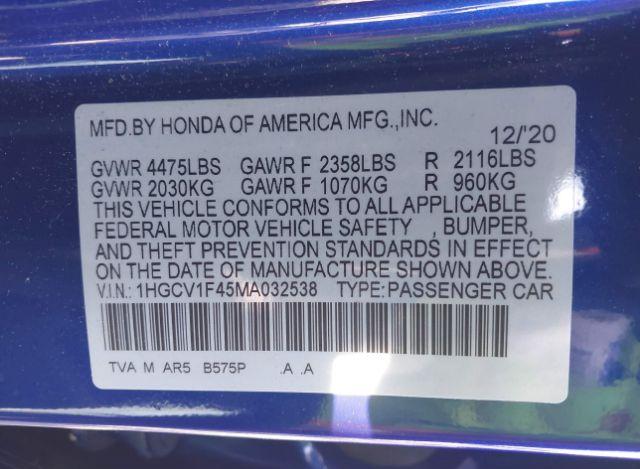 MFD.BY HONDA OF AMERICA MFG.,INC.
12/'20
GVWR 4475LBS GAWR F 2358LBS R 2116LBS
GVWR 2030KG GAWR F 1070KG R 960KG
THIS VEHICLE CONFORMS TO ALL APPLICABLE
FEDERAL MOTOR VEHICLE SAFETY , BUMPER,
AND THEFT PREVENTION STANDARDS IN EFFECT
ON THE DATE OF MANUFACTURE SHOWN ABOVE.
V.I.N.: 1HGCV1F45MA032538 TYPE:PASSENGER CAR
TVA M AR5 B575P .A .A